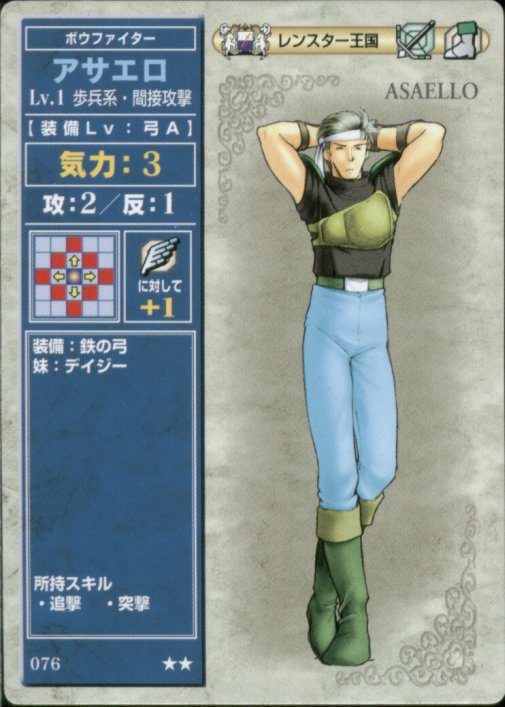 ボウファイター
アサエロ
Lv.1 歩兵系・間接攻撃
【装備Lv:弓A】
気力:3
攻:2/反:1
に対して
+1
装備:鉄の弓
妹:デイジー
所持スキル
・追撃 ・突撃
076 ★★
レンスター王国
ASAELLO